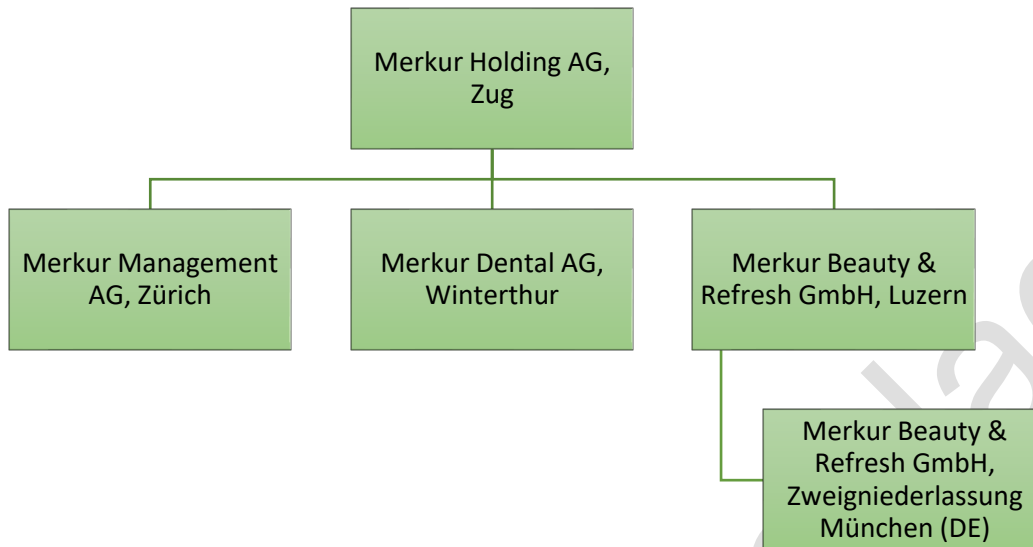 Merkur Holding AG,
Zug
Merkur Management
AG, Zürich
Merkur Dental AG,
Winterthur
Merkur Beauty &
Refresh GmbH, Luzern
Merkur Beauty &
Refresh GmbH,
Zweigniederlassung
München (DE)